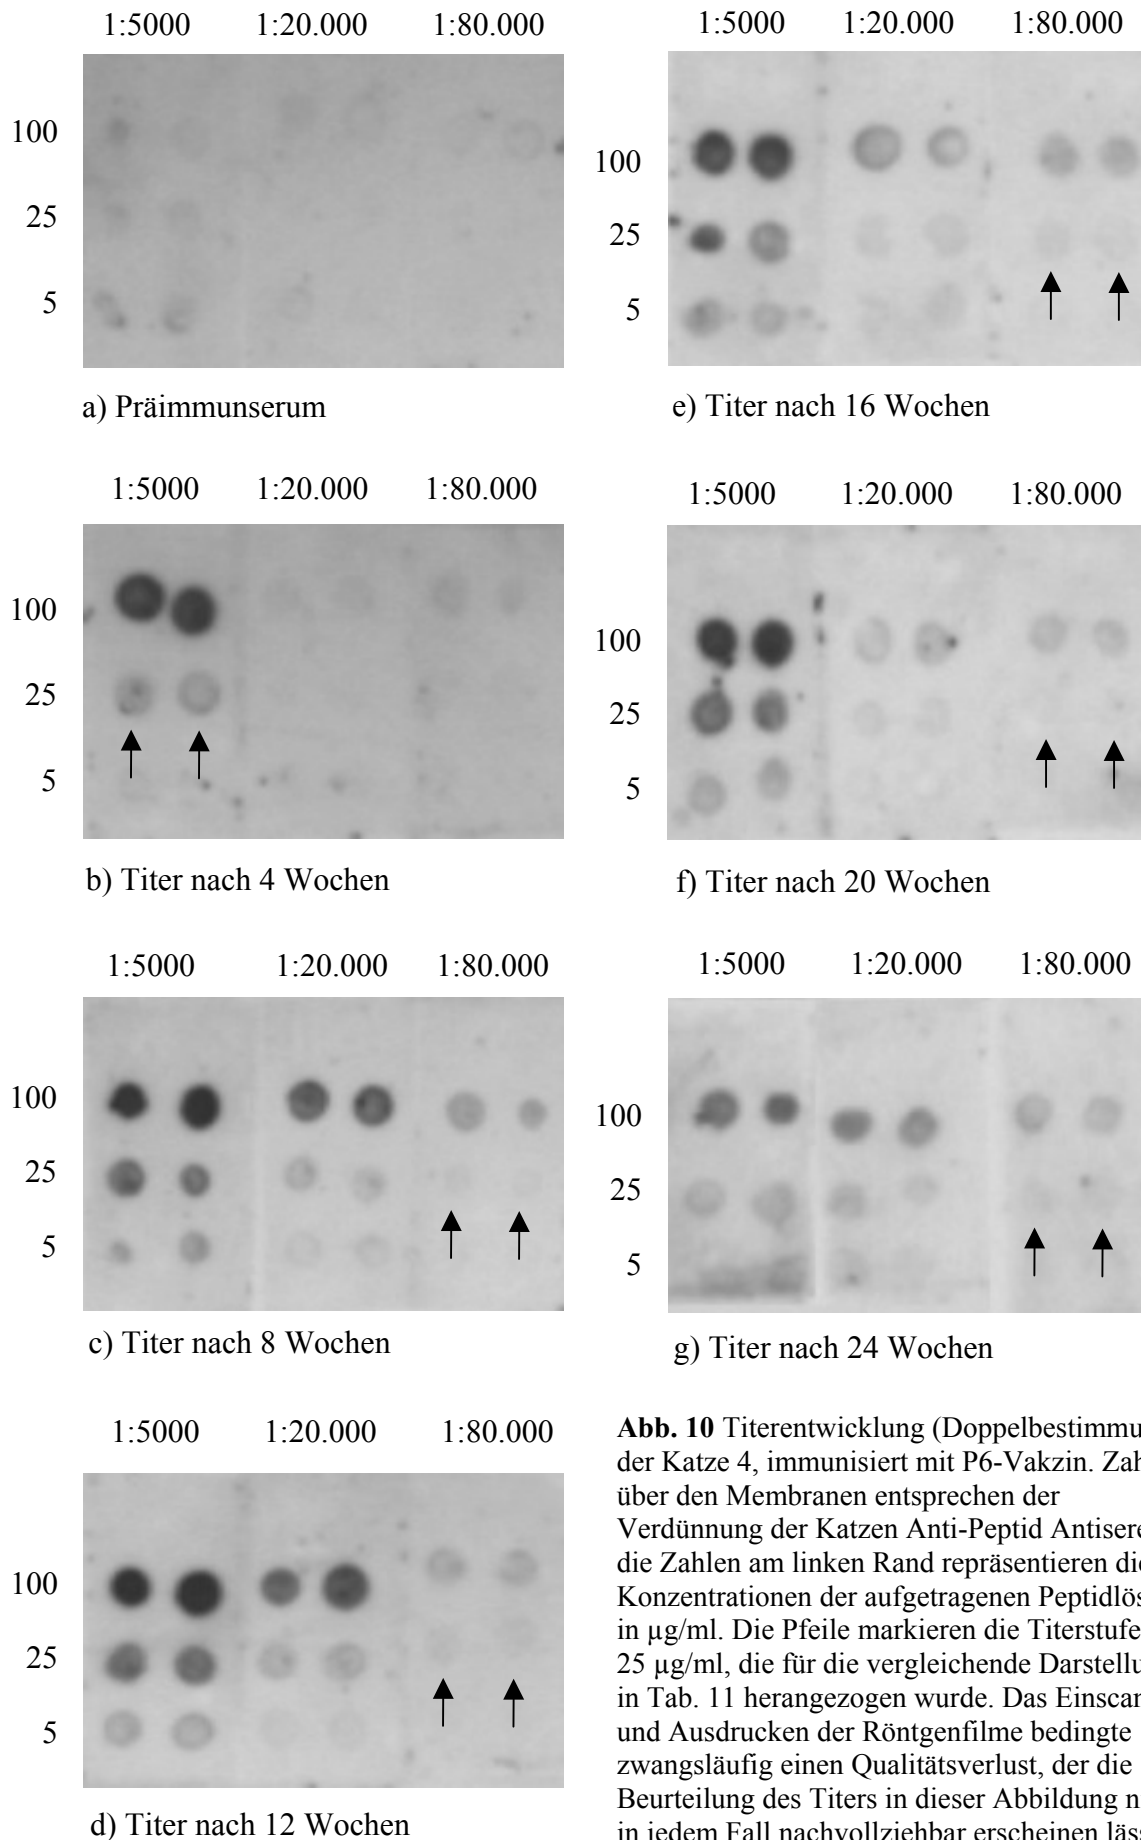 1:5000 1:20.000 1:80.000
100
25
5
a) Präimmunserum
1:5000 1:20.000 1:80.000
100
25
5
b) Titer nach 4 Wochen
1:5000 1:20.000 1:80.000
100
25
5
c) Titer nach 8 Wochen
1:5000 1:20.000 1:80.000
100
25
5
d) Titer nach 12 Wochen
1:5000 1:20.000 1:80.000
100
25
5
e) Titer nach 16 Wochen
1:5000 1:20.000 1:80.000
100
25
5
f) Titer nach 20 Wochen
1:5000 1:20.000 1:80.000
100
25
5
g) Titer nach 24 Wochen
Abb. 10 Titerentwicklung (Doppelbestimmu
der Katze 4, immunisiert mit P6-Vakzin. Zah
über den Membranen entsprechen der
Verdünnung der Katzen Anti-Peptid Antisere
die Zahlen am linken Rand repräsentieren die
Konzentrationen der aufgetragenen Peptidlös
in µg/ml. Die Pfeile markieren die Titerstufe
25 µg/ml, die für die vergleichende Darstellu
in Tab. 11 herangezogen wurde. Das Einscan
und Ausdrucken der Röntgenfilme bedingte
zwangsläufig einen Qualitätsverlust, der die
Beurteilung des Titers in dieser Abbildung n
in jedem Fall nachvollziehbar erscheinen läss